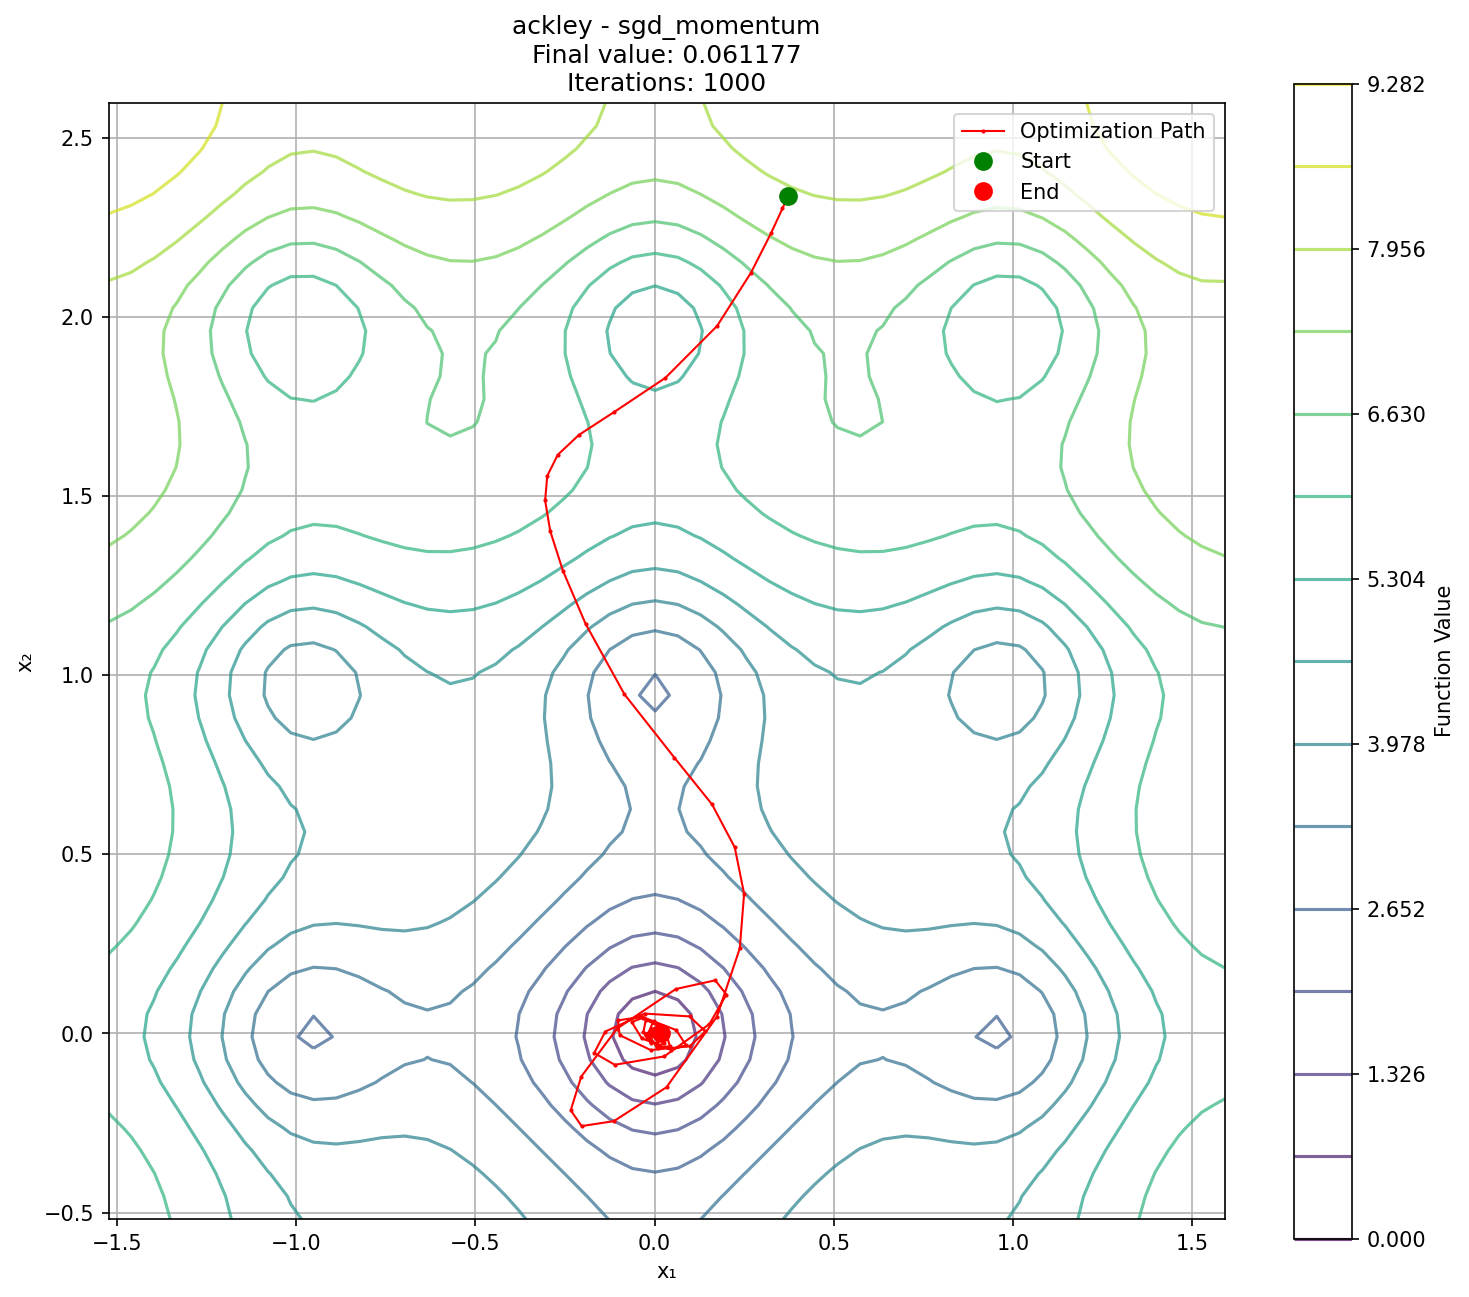 ackley - sgd_momentum
Final value: 0.061177
Iterations: 1000
Optimization Path
Start
End
2.5
2.0
1.5
1.0
0.5
0.0
−0.5
x₂
−1.5
−1.0
−0.5
0.0
0.5
1.0
1.5
x₁
9.282
7.956
6.630
5.304
3.978
2.652
1.326
0.000
Function Value